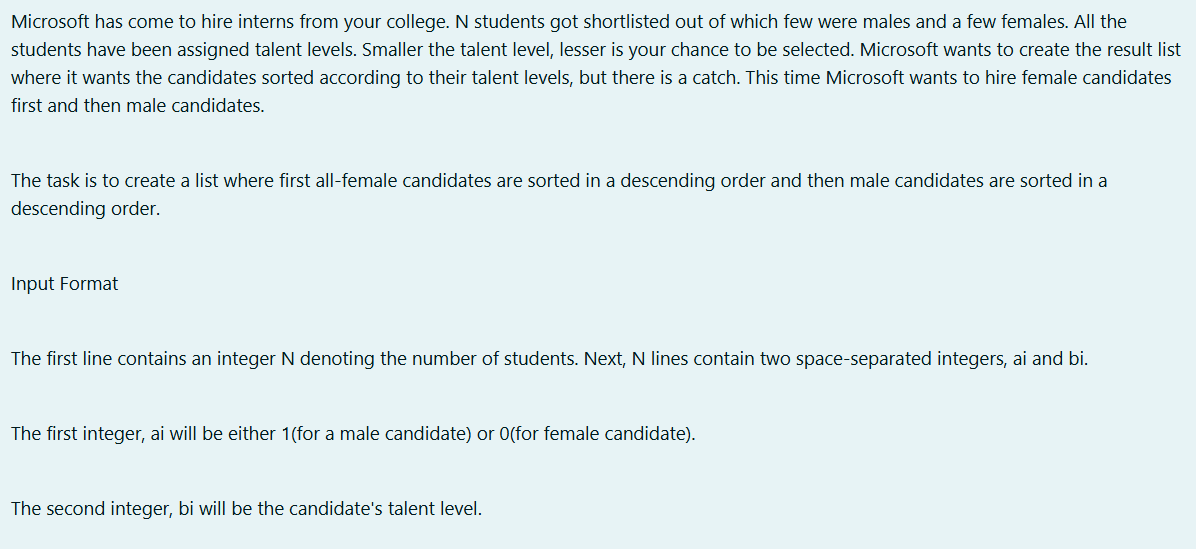 Microsoft has come to hire interns from your college. N students got shortlisted out of which few were males and a few females. All the
students have been assigned talent levels. Smaller the talent level, lesser is your chance to be selected. Microsoft wants to create the result list
where it wants the candidates sorted according to their talent levels, but there is a catch. This time Microsoft wants to hire female candidates
first and then male candidates.
The task is to create a list where first all-female candidates are sorted in a descending order and then male candidates are sorted in a
descending order.
Input Format
The first line contains an integer N denoting the number of students. Next, N lines contain two space-separated integers, ai and bi.
The first integer, ai will be either 1(for a male candidate) or 0(for female candidate).
The second integer, bi will be the candidate's talent level.